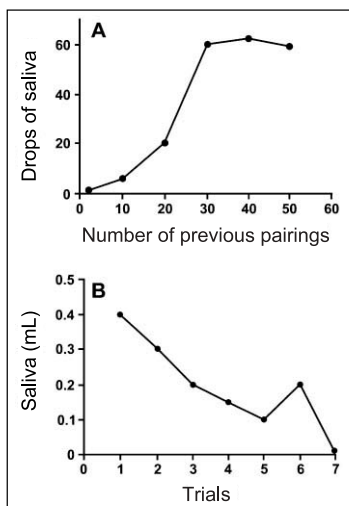 A
Drops of saliva
60
40
20
0
0 10 20 30 40 50 60
Number of previous pairings
B
Saliva (mL)
0.5
0.4
0.3
0.2
0.1
0
0 1 2 3 4 5 6 7
Trials